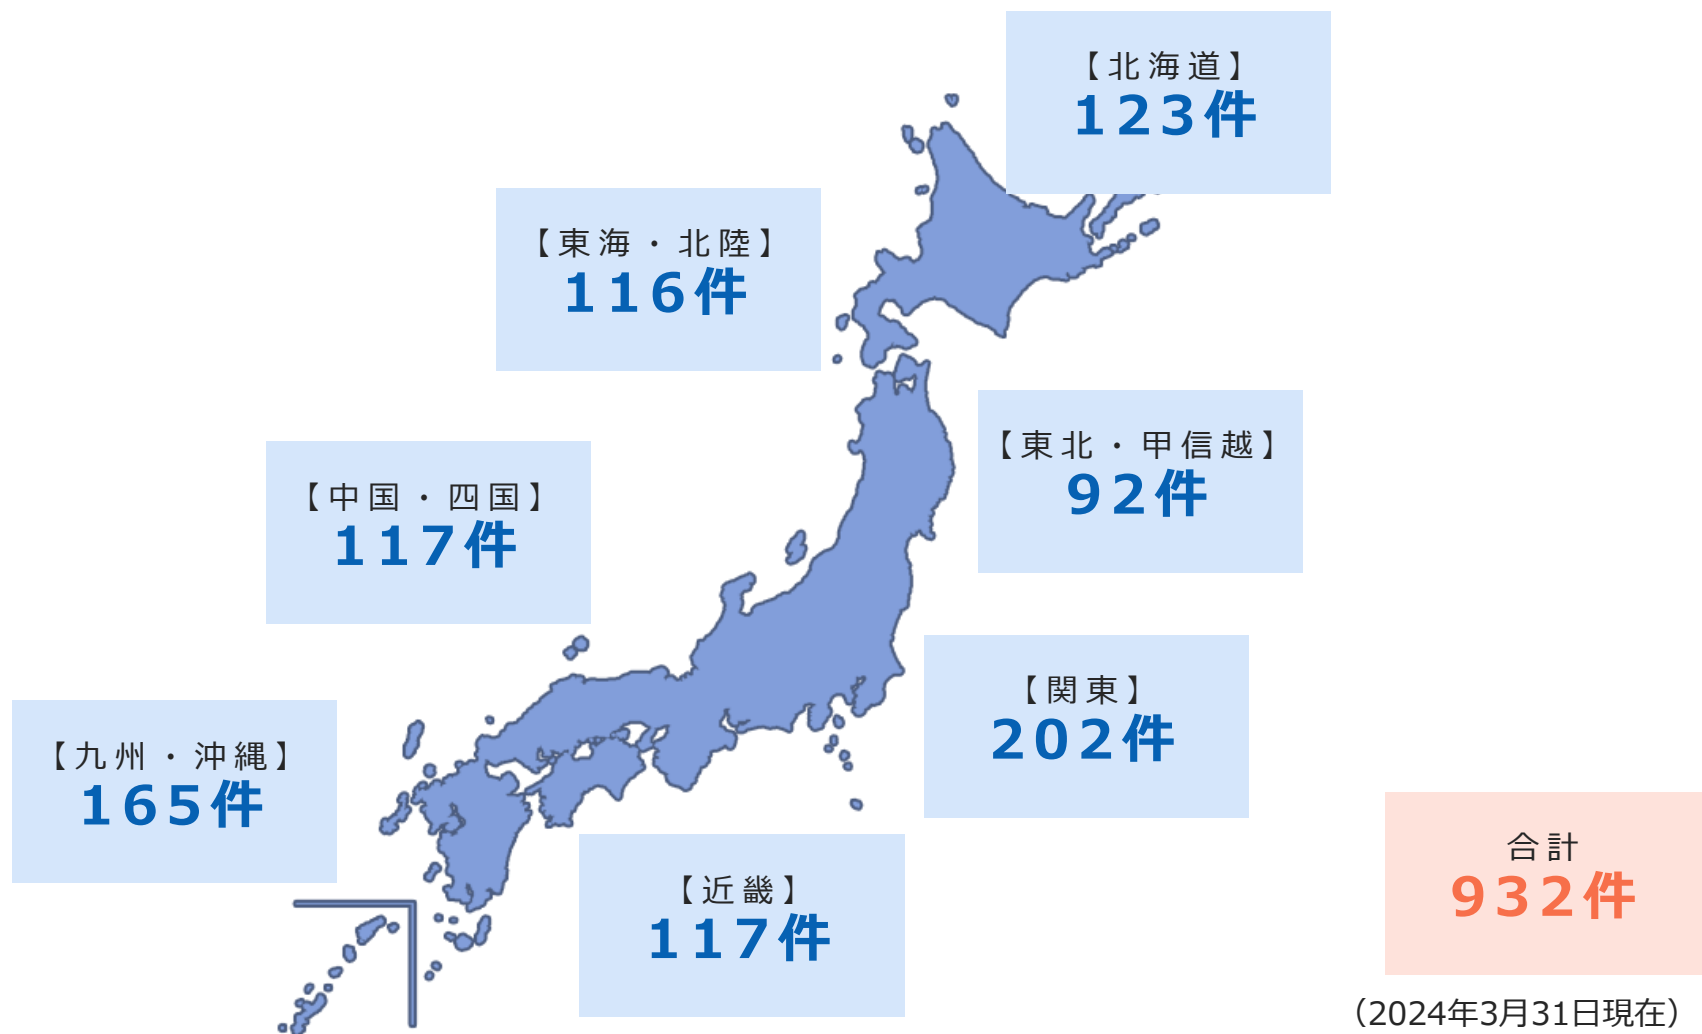 【北海道】
123件
【東海・北陸】
116件
【東北・甲信越】
92件
【中国・四国】
117件
【関東】
202件
【九州・沖縄】
165件
【近畿】
117件
合計
932件
（2024年3月31日現在）